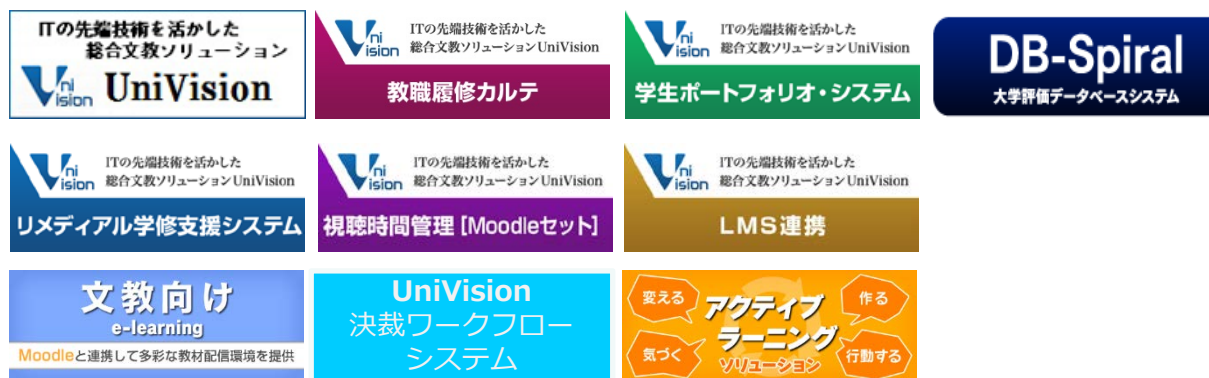 ITの先端技術を活かした
総合文教ソリューション
Uni
Vision
UniVision
Uni
Vision
ITの先端技術を活かした
総合文教ソリューションUniVision
教職履修カルテ
Uni
Vision
ITの先端技術を活かした
総合文教ソリューションUniVision
学生ポートフォリオ・システム
DB-Spiral
大学評価データベースシステム
Uni
Vision
ITの先端技術を活かした
総合文教ソリューションUniVision
リメディアル学修支援システム
Uni
Vision
ITの先端技術を活かした
総合文教ソリューションUniVision
視聴時間管理[Moodleセット]
Uni
Vision
ITの先端技術を活かした
総合文教ソリューションUniVision
LMS連携
文教向け
e-learning
Moodleと連携して多彩な教材配信環境を提供
UniVision
決裁ワークフロー
システム
変える
作る
アクティブ
ラーニング
ソリューション
気づく
行動する